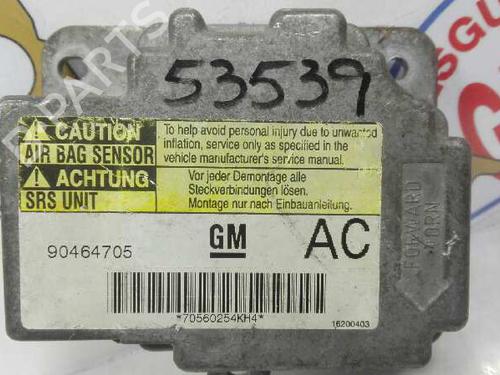 53539
CAUTION
AIR BAG SENSOR
To help avoid personal injury due to unwanted
inflation, service only as specified in the
vehicle manufacturer's service manual.
ACHTUNG
SRS UNIT
Vor jeder Demontage alle
Steckverbindungen lösen.
Montage nur nach Einbauanleitung.
90464705
GM
AC
*70560254KH4*
16200403
FORWARD
VORN
PARTS